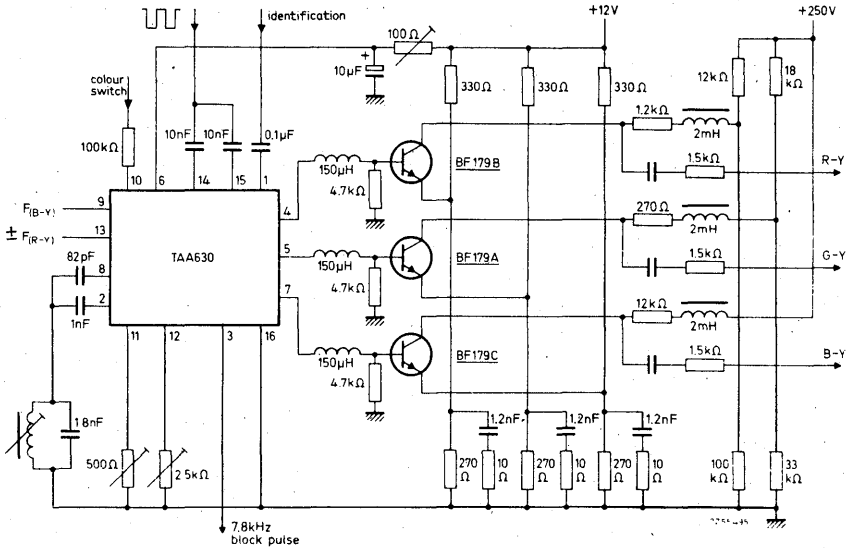 identification
+12V
+250V
100Ω
+
10µF
colour
switch
330Ω
330Ω
330Ω
12kΩ
18
kΩ
100kΩ
10nF
10nF
0.1µF
1.2kΩ
2mH
R-Y
1.5kΩ
BF179B
150µH
4.7kΩ
10
6
14
15
1
4
9
F(B-Y)
13
± F(R-Y)
TAA630
5
270Ω
2mH
G-Y
1.5kΩ
BF179A
150µH
4.7kΩ
82pF
8
7
2
1nF
12kΩ
2mH
B-Y
1.5kΩ
BF179C
150µH
4.7kΩ
11
12
3
16
1.8nF
1.2nF
1.2nF
1.2nF
500Ω
2.5kΩ
270
Ω
10
Ω
270
Ω
10
Ω
270
Ω
10
Ω
100
kΩ
33
kΩ
7.8kHz
block pulse